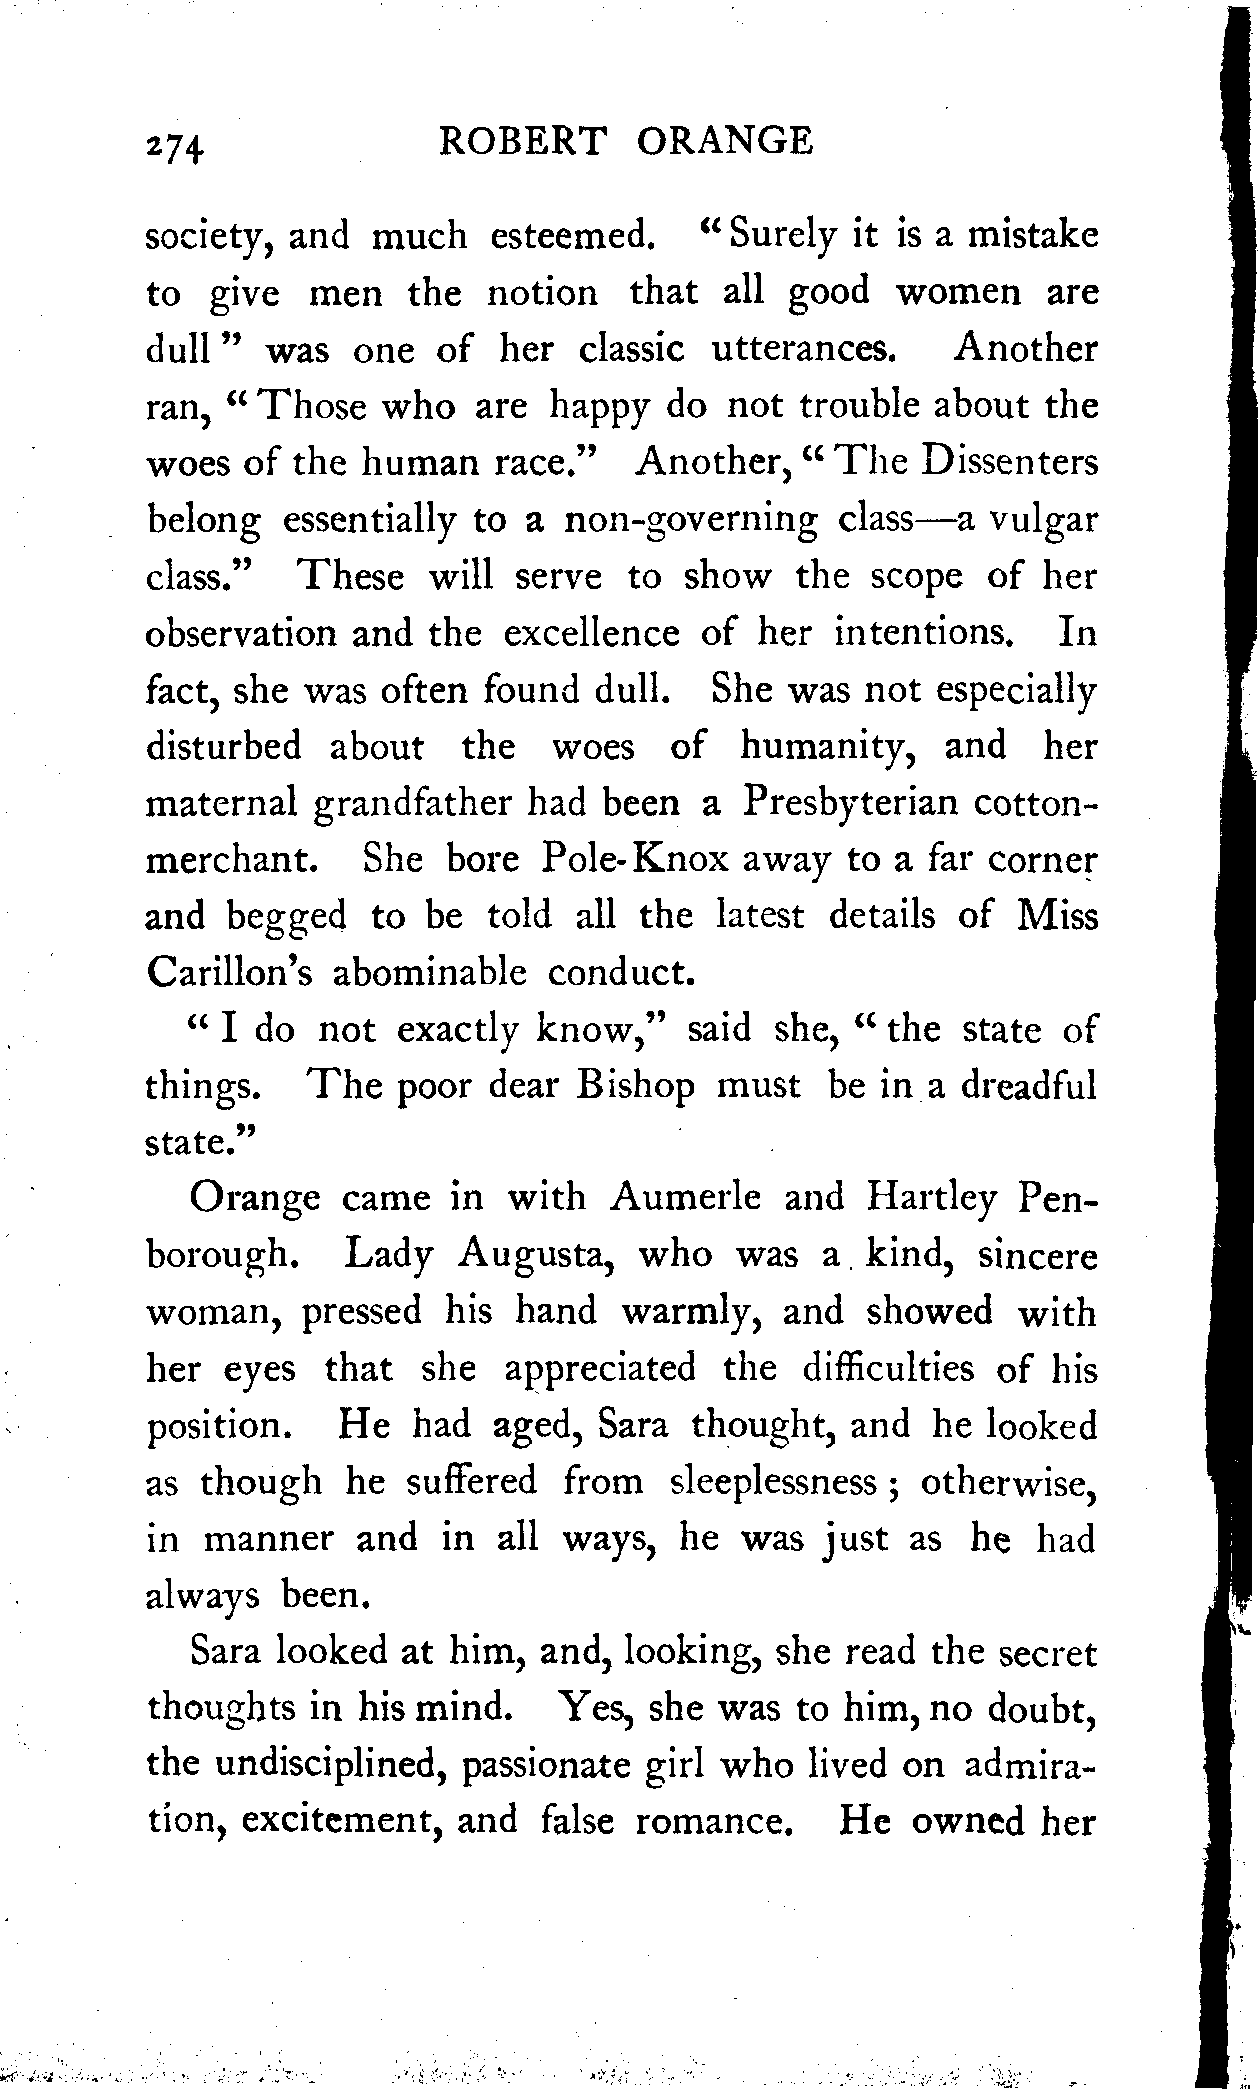 274 ROBERT ORANGE
society, and much esteemed. " Surely it is a mistake
to give men the notion that all good women are
dull " was one of her classic utterances. Another
ran, " Those who are happy do not trouble about the
woes of the human race." Another, " The Dissenters
belong essentially to a non-governing class—a vulgar
class." These will serve to show the scope of her
observation and the excellence of her intentions. In
fact, she was often found dull. She was not especially
disturbed about the woes of humanity, and her
maternal grandfather had been a Presbyterian cotton-
merchant. She bore Pole-Knox away to a far corner
and begged to be told all the latest details of Miss
Carillon's abominable conduct.
" I do not exactly know," said she, " the state of
things. The poor dear Bishop must be in a dreadful
state."
Orange came in with Aumerle and Hartley Pen-
borough. Lady Augusta, who was a kind, sincere
woman, pressed his hand warmly, and showed with
her eyes that she appreciated the difficulties of his
position. He had aged, Sara thought, and he looked
as though he suffered from sleeplessness ; otherwise,
in manner and in all ways, he was just as he had
always been.
Sara looked at him, and, looking, she read the secret
thoughts in his mind. Yes, she was to him, no doubt,
the undisciplined, passionate girl who lived on admira-
tion, excitement, and false romance. He owned her